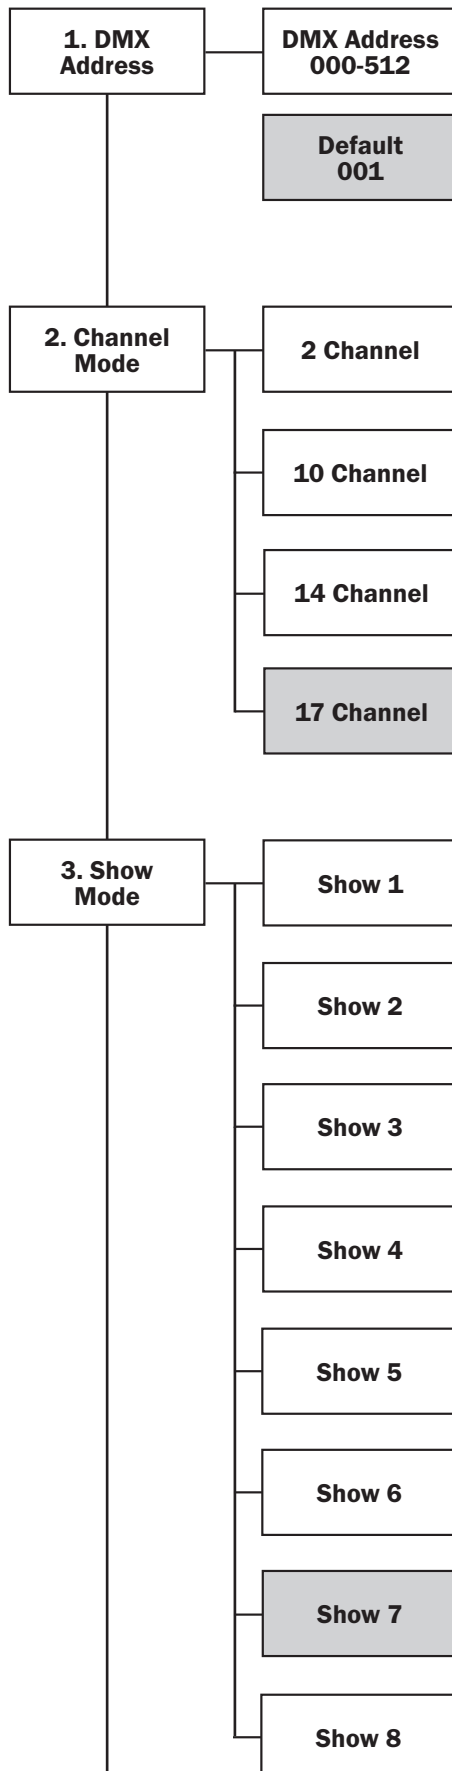 1. DMX
Address
DMX Address
000-512
Default
001
2. Channel
Mode
2 Channel
10 Channel
14 Channel
17 Channel
3. Show
Mode
Show 1
Show 2
Show 3
Show 4
Show 5
Show 6
Show 7
Show 8